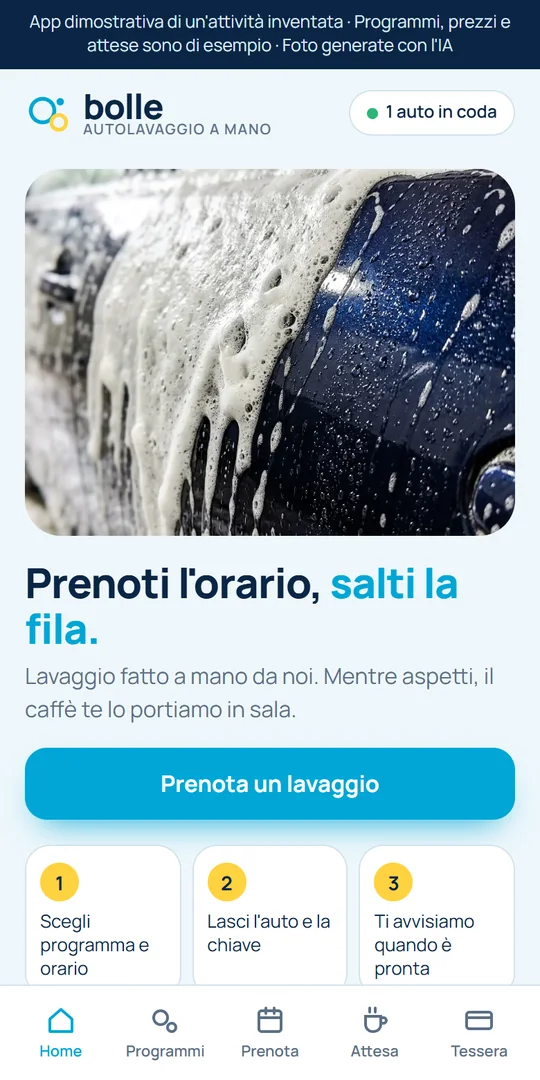 App dimostrativa di un'attività inventata · Programmi, prezzi e
attese sono di esempio · Foto generate con l'IA
bolle
AUTOLAVAGGIO A MANO
1 auto in coda
Prenoti l'orario, salti la
fila.
Lavaggio fatto a mano da noi. Mentre aspetti, il
caffè te lo portiamo in sala.
Prenota un lavaggio
1
Scegli
programma e
orario
2
Lasci l'auto e la
chiave
3
Ti avvisiamo
quando è
pronta
Home
Programmi
Prenota
Attesa
Tessera